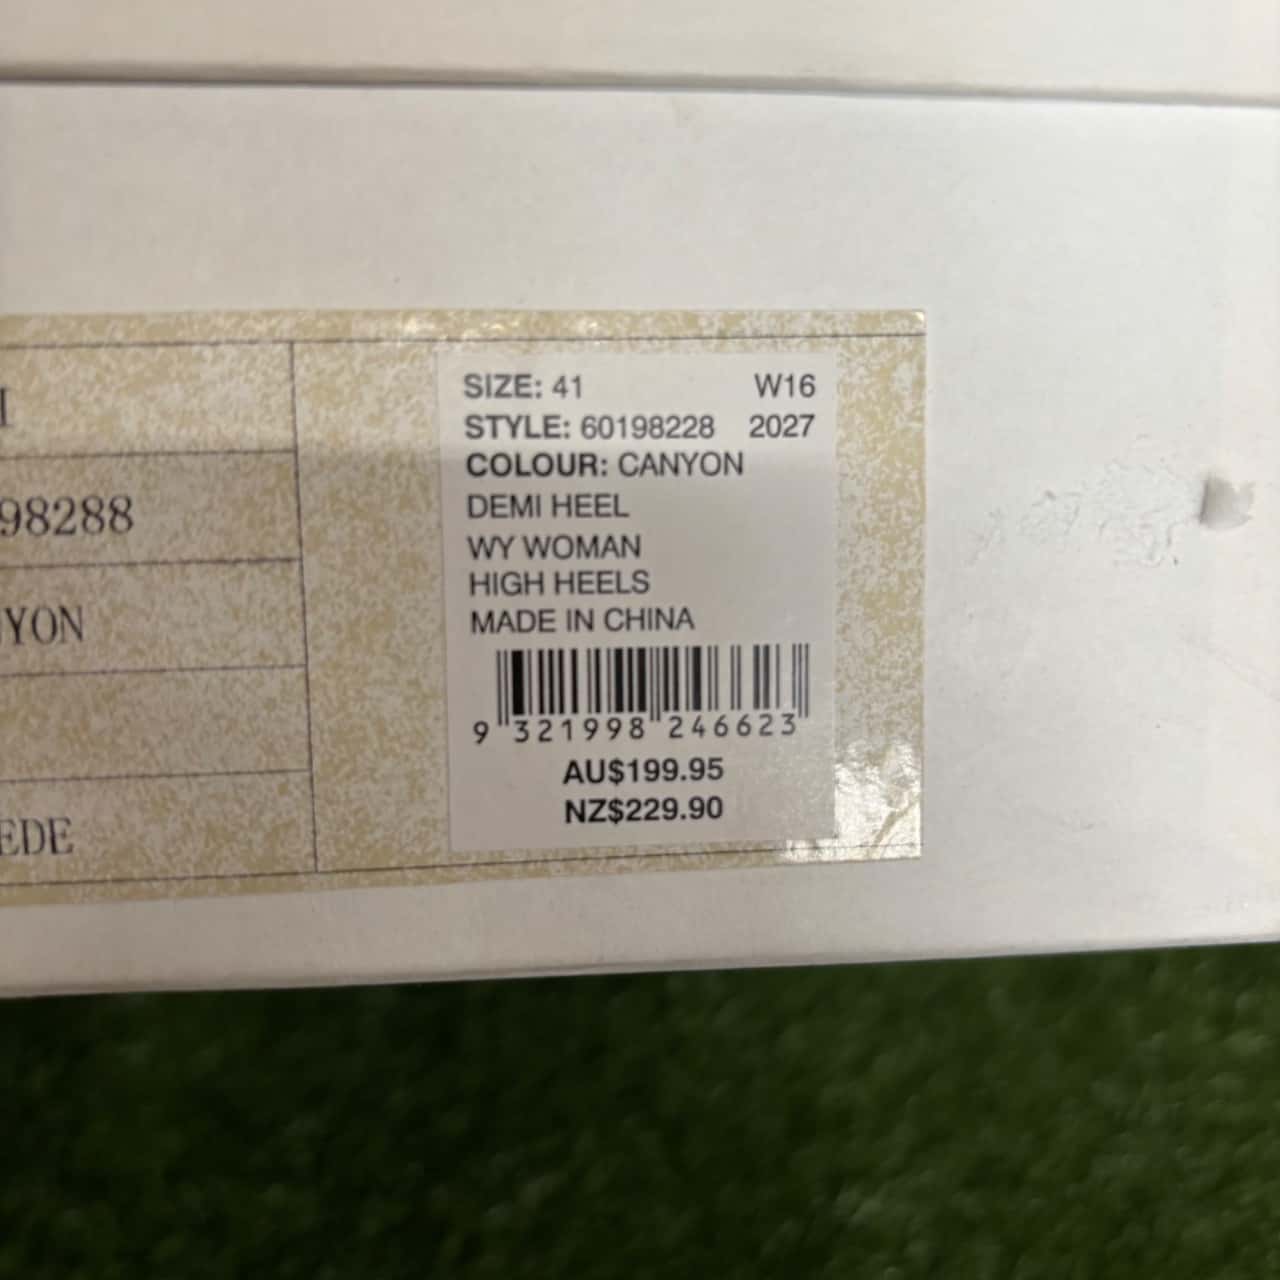 I
98288
YON
EDE
SIZE: 41 W16
STYLE: 60198228 2027
COLOUR: CANYON
DEMI HEEL
WY WOMAN
HIGH HEELS
MADE IN CHINA
9 321998 246623
AU$199.95
NZ$229.90